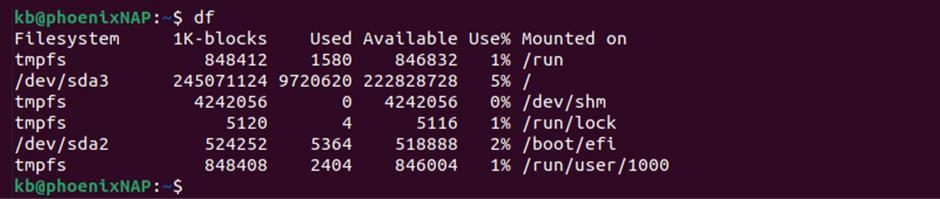 kb@phoenixNAP:~$ df
Filesystem     1K-blocks    Used Available Use% Mounted on
tmpfs             848412    1580    846832   1% /run
/dev/sda3      245071124 9720620 222828728   5% /
tmpfs            4242056       0   4242056   0% /dev/shm
tmpfs               5120       4      5116   1% /run/lock
/dev/sda2         524252    5364    518888   2% /boot/efi
tmpfs             848408    2404    846004   1% /run/user/1000
kb@phoenixNAP:~$